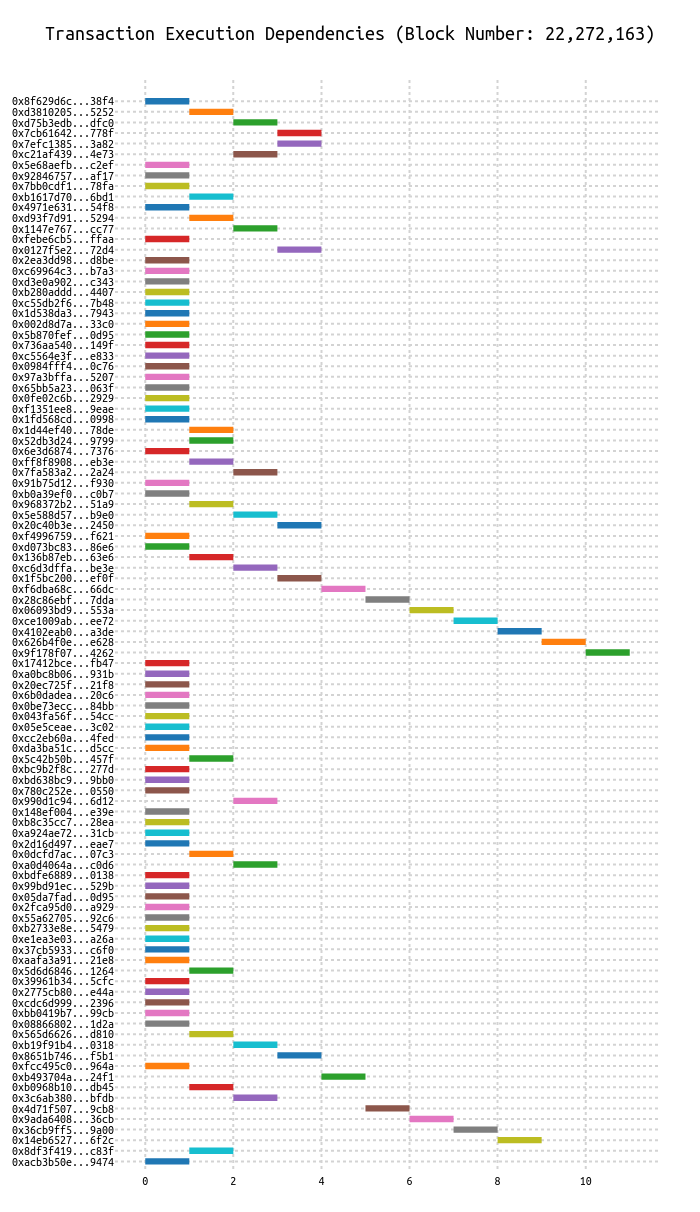 Transaction Execution Dependencies (Block Number: 22,272,163)
0x8f629d6c...38f4
0xd3810205...5252
0xd75b3edb...dfc0
0x7cb61642...778f
0x7efc1385...3a82
0xc21af439...4e73
0x5e68aefb...c2ef
0x92846757...af17
0x7bb0cdf1...78fa
0xb1617d70...6bd1
0x4971e631...54f8
0xd93f7d91...5294
0x1147e767...cc77
0xfebe6cb5...ffaa
0x0127f5e2...72d4
0x2ea3dd98...d8be
0xc69964c3...b7a3
0xd3e0a902...c343
0xb280addd...4407
0xc55db2f6...7b48
0x1d538da3...7943
0x002d8d7a...33c0
0x5b870fef...0d95
0x736aa540...149f
0xc5564e3f...e833
0x0984fff4...0c76
0x97a3bffa...5207
0x65bb5a23...063f
0x0fe02c6b...2929
0xf1351ee8...9eae
0x1fd568cd...0998
0x1d44ef40...78de
0x52db3d24...9799
0x6e3d6874...7376
0xff8f8908...eb3e
0x7fa583a2...2a24
0x91b75d12...f930
0xb0a39ef0...c0b7
0x968372b2...51a9
0x5e588d57...b9e0
0x20c40b3e...2450
0xf4996759...f621
0xd073bc83...86e6
0x136b87eb...63e6
0xc6d3dffa...be3e
0x1f5bc200...ef0f
0xf6dba68c...66dc
0x28c86ebf...7dda
0x06093bd9...553a
0xce1009ab...ee72
0x4102eab0...a3de
0x626b4f0e...e628
0x9f178f07...4262
0x17412bce...fb47
0xa0bc8b06...931b
0x20ec725f...21f8
0x6b0dadea...20c6
0x0be73ecc...84bb
0x043fa56f...54cc
0x05e5ceae...3c02
0xcc2eb60a...4fed
0xda3ba51c...d5cc
0x5c42b50b...457f
0xbc9b2f8c...277d
0xbd638bc9...9bb0
0x780c252e...0550
0x990d1c94...6d12
0x148ef004...e39e
0xb8c35cc7...28ea
0xa924ae72...31cb
0x2d16d497...eae7
0x0dcfd7ac...07c3
0xa0d4064a...c0d6
0xbdfe6889...0138
0x99bd91ec...529b
0x05da7fad...0d95
0x2fca95d0...a929
0x55a62705...92c6
0xb2733e8e...5479
0xe1ea3e03...a26a
0x37cb5933...c6f0
0xaafa3a91...21e8
0x5d6d6846...1264
0x39961b34...5cfc
0x2775cb80...e44a
0xcdc6d999...2396
0xbb0419b7...99cb
0x08866802...1d2a
0x565d6626...d810
0xb19f91b4...0318
0x8651b746...f5b1
0xfcc495c0...964a
0xb493704a...24f1
0xb0968b10...db45
0x3c6ab380...bfdb
0x4d71f507...9cb8
0x9ada6408...36cb
0x36cb9ff5...9a00
0x14eb6527...6f2c
0x8df3f419...c83f
0xacb3b50e...9474
0 2 4 6 8 10